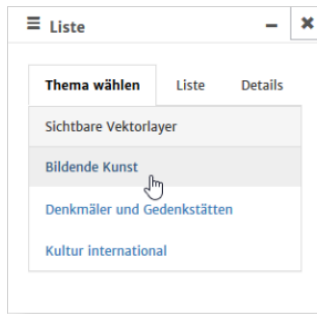 Liste
Thema wählen Liste Details
Sichtbare Vektorlayer
Bildende Kunst
Denkmäler und Gedenkstätten
Kultur international